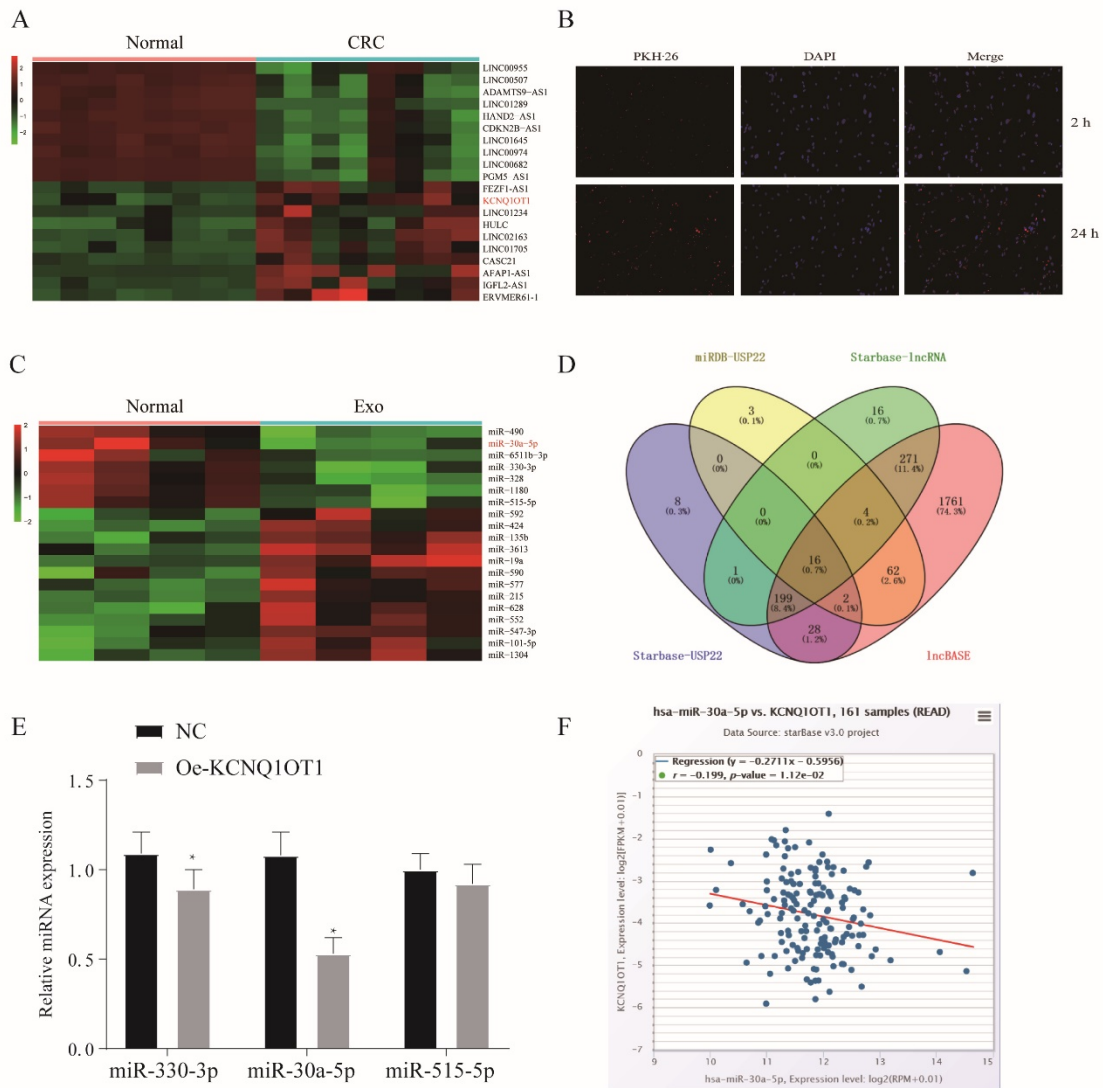 A
Normal CRC
2
1
0
-1
-2
LINC00955
LINC00507
ADAMTS9-AS1
LINC01289
HAND2-AS1
CDKN2B-AS1
LINC01645
LINC00974
LINC00682
PGM5-AS1
FEZF1-AS1
KCNQ1OT1
LINC01234
HULC
LINC02163
LINC01705
CASC21
AFAP1-AS1
IGFL2-AS1
ERVMER61-1
B
PKH-26 DAPI Merge
2 h
24 h
C
Normal Exo
2
1
0
-1
-2
miR-490
miR-30a-5p
miR-6511b-3p
miR-330-3p
miR-328
miR-1180
miR-515-5p
miR-592
miR-424
miR-135b
miR-3613
miR-19a
miR-590
miR-577
miR-215
miR-628
miR-552
miR-547-3p
miR-101-5p
miR-1304
D
miRDB-USP22 Starbase-lncRNA
3
(0.1%)
16
(0.7%)
0
(0%)
0
(0%)
271
(11.4%)
8
(0.3%)
0
(0%)
4
(0.2%)
1761
(74.3%)
1
(0%)
16
(0.7%)
62
(2.6%)
199
(8.4%)
2
(0.1%)
28
(1.2%)
Starbase-USP22 lncBASE
E
NC
Oe-KCNQ1OT1
Relative miRNA expression
1.5
1.0
0.5
0.0
*
*
miR-330-3p miR-30a-5p miR-515-5p
F
hsa-miR-30a-5p vs. KCNQ1OT1, 161 samples (READ)
Data Source: starBase v3.0 project
Regression (y = -0.2711x - 0.5956)
r = -0.199, p-value = 1.12e-02
KCNQ1OT1, Expression level: log2[FPKM+0.01)]
0
-1
-2
-3
-4
-5
-6
-7
9 10 11 12 13 14 15
hsa-miR-30a-5p, Expression level: log2(RPM+0.01)